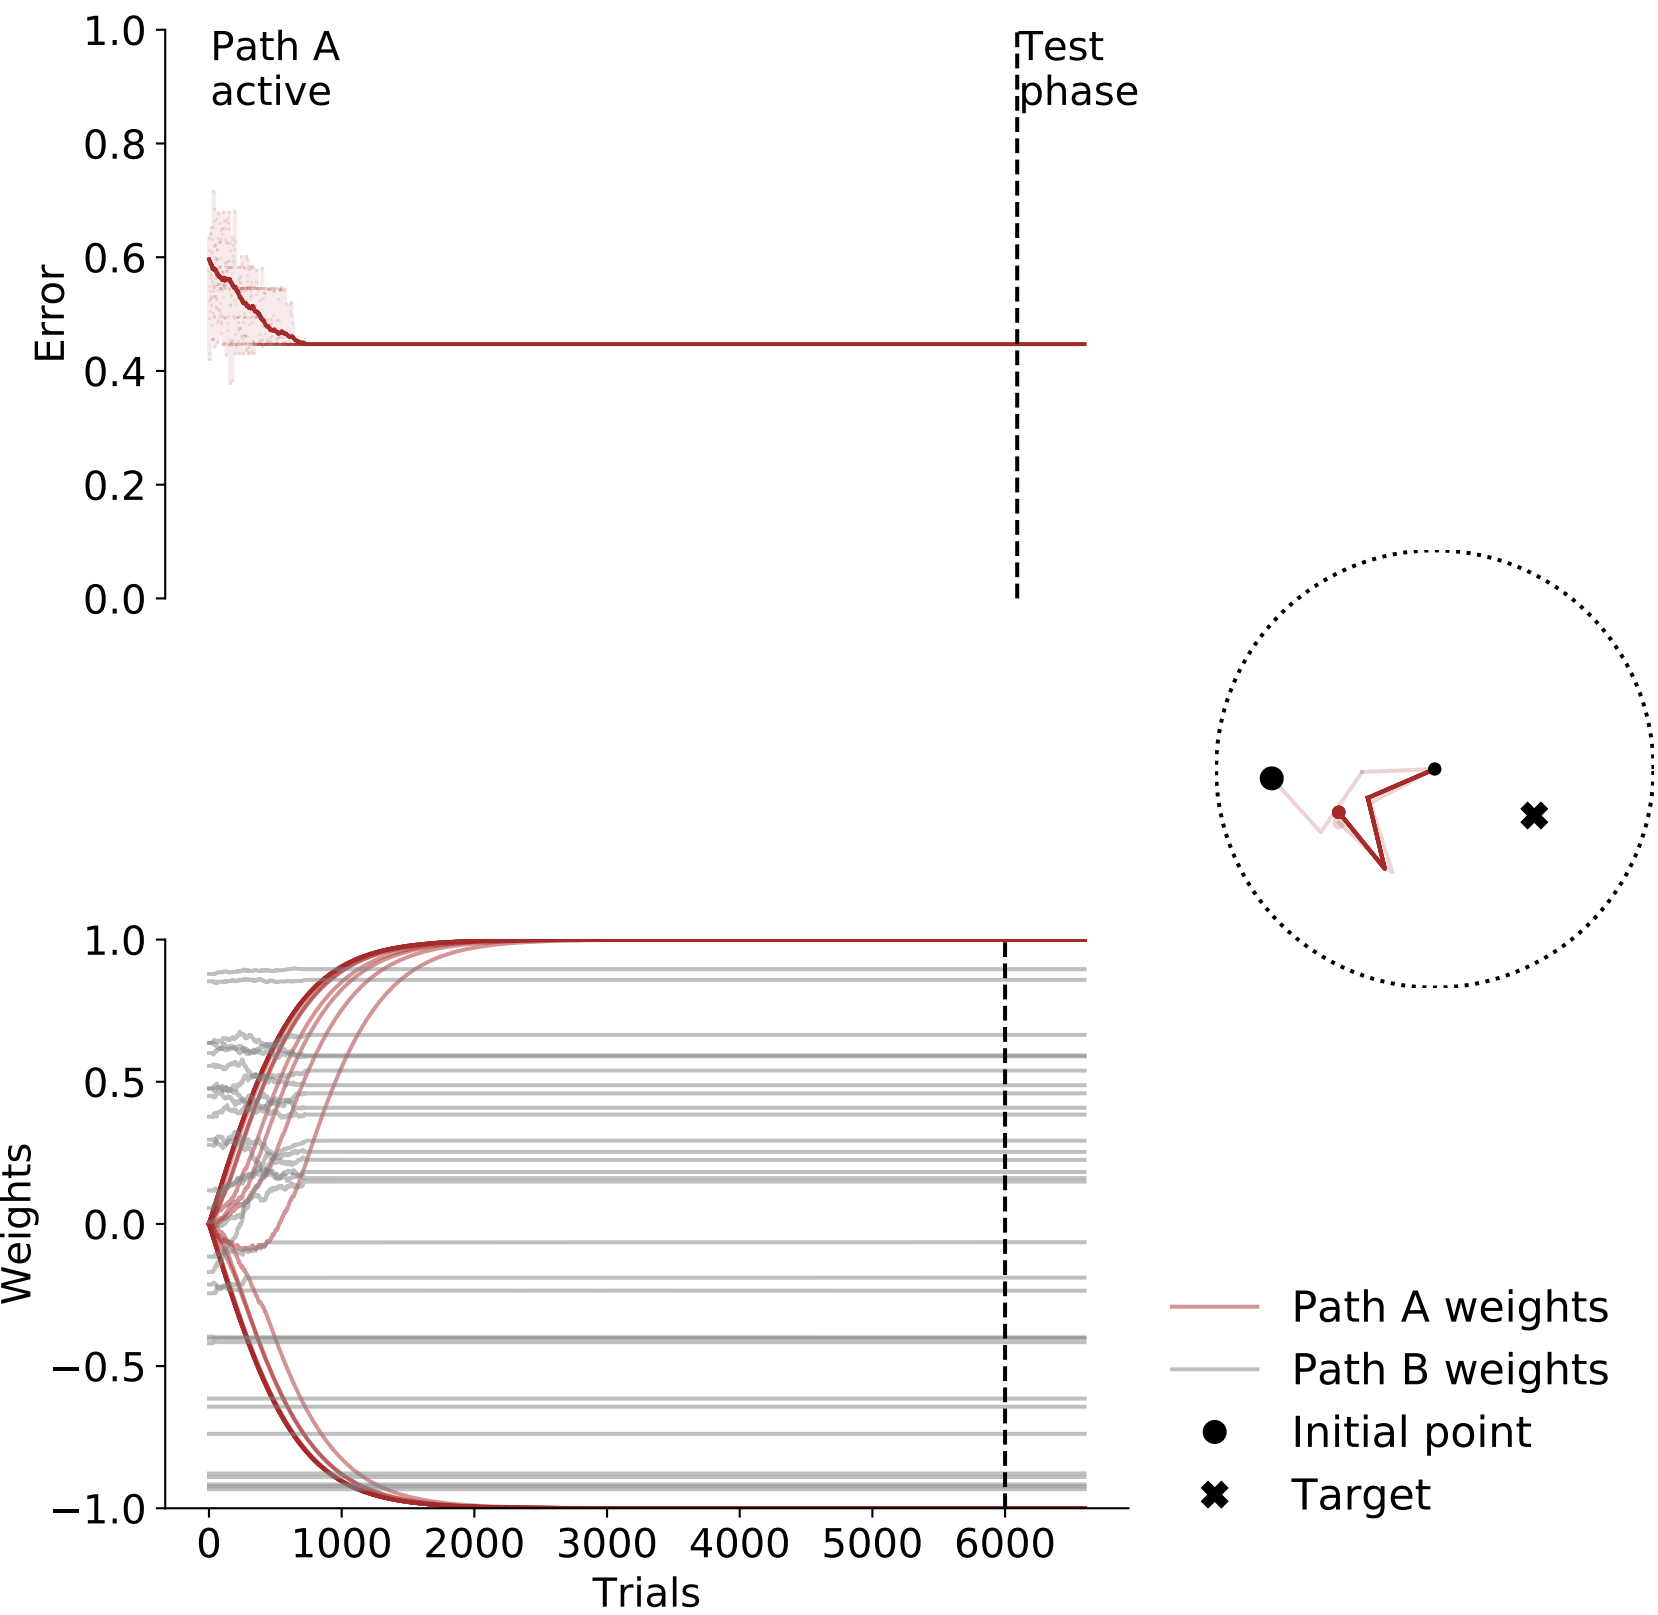 1.0
Path A
active
Test
phase
0.8
0.6
0.4
0.2
0.0
Error
1.0
0.5
0.0
−0.5
−1.0
Weights
0 1000 2000 3000 4000 5000 6000
Trials
Path A weights
Path B weights
Initial point
Target